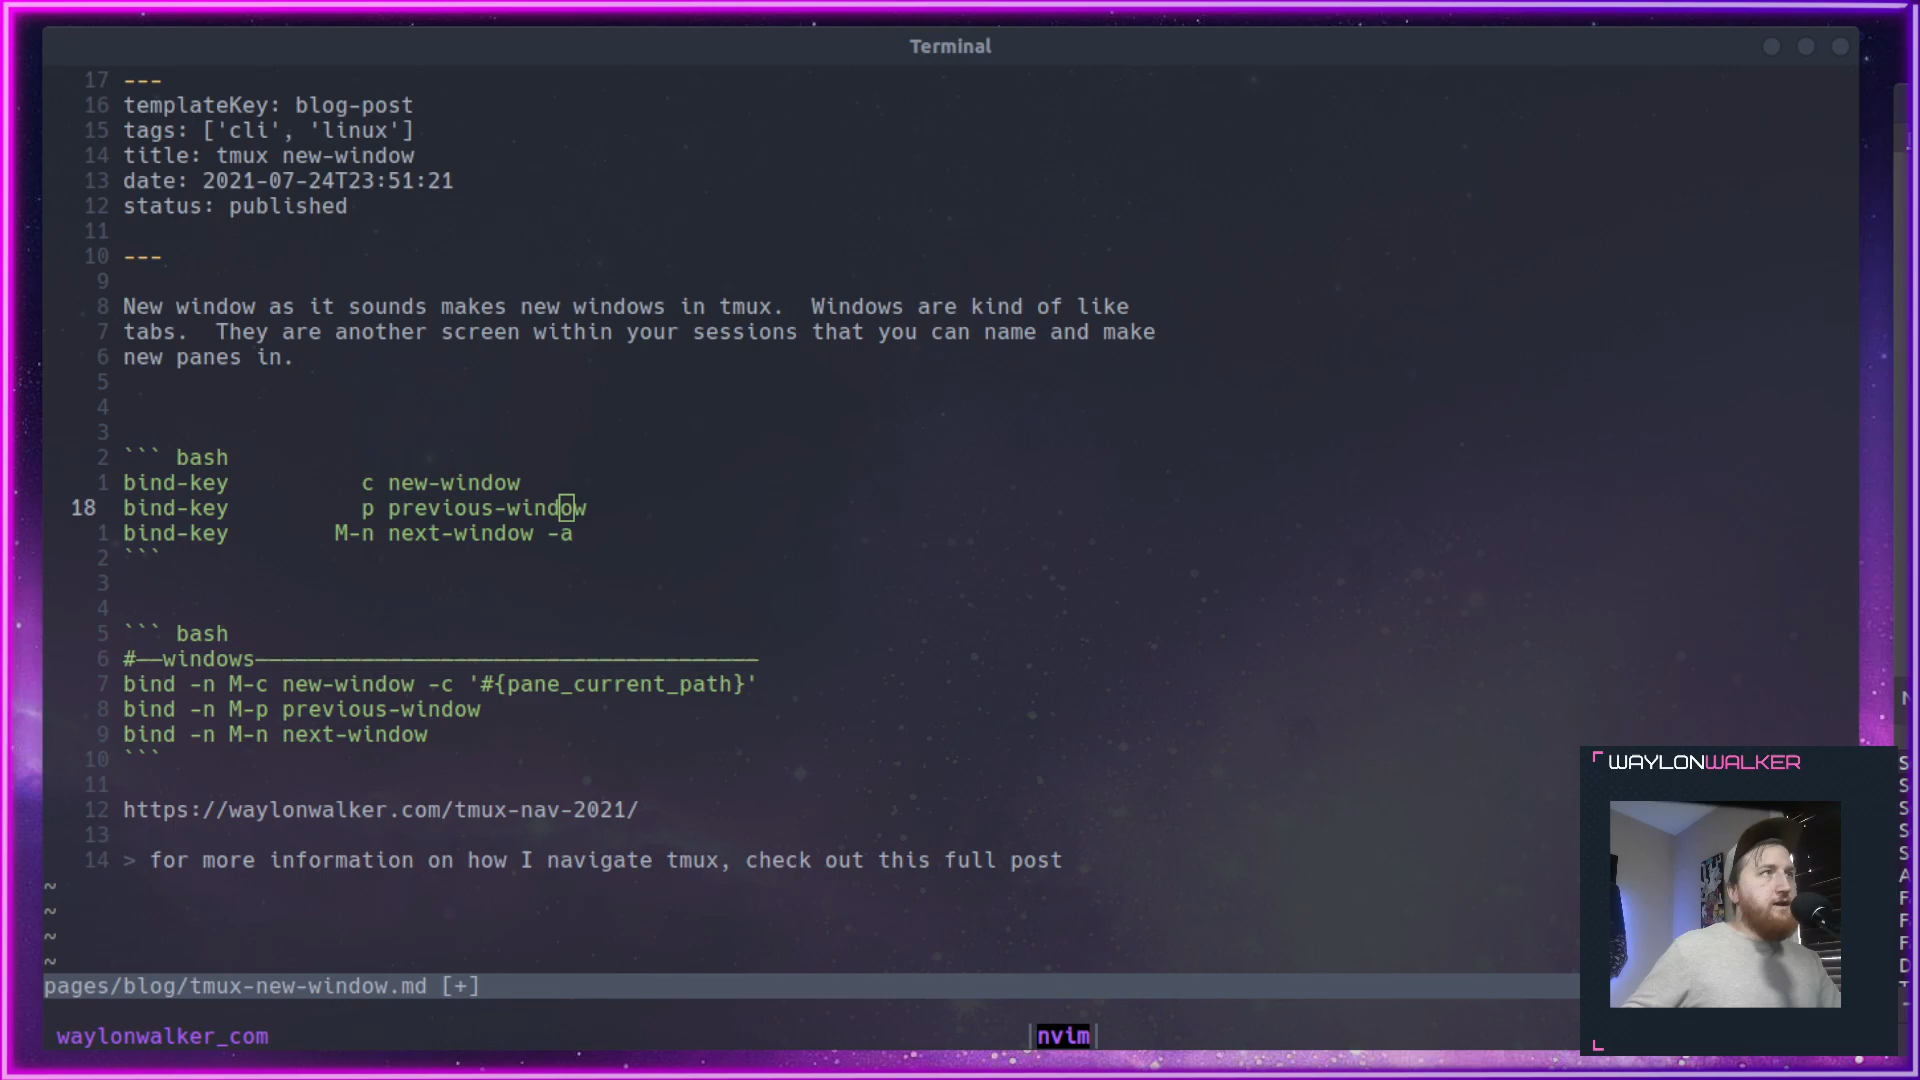 Terminal
17 ---
16 templateKey: blog-post
15 tags: ['cli', 'linux']
14 title: tmux new-window
13 date: 2021-07-24T23:51:21
12 status: published
11
10 ---
9
8 New window as it sounds makes new windows in tmux.  Windows are kind of like
7 tabs.  They are another screen within your sessions that you can name and make
6 new panes in.
5
4
3
2 ``` bash
1 bind-key          c new-window
18 bind-key          p previous-window
1 bind-key        M-n next-window -a
2 ```
3
4
5 ``` bash
6 #──windows──────────────────────────────────────
7 bind -n M-c new-window -c '#{pane_current_path}'
8 bind -n M-p previous-window
9 bind -n M-n next-window
10 ```
11
12 https://waylonwalker.com/tmux-nav-2021/
13
14 > for more information on how I navigate tmux, check out this full post
~
~
~
~
pages/blog/tmux-new-window.md [+]
waylonwalker_com |nvim|
WAYLONWALKER